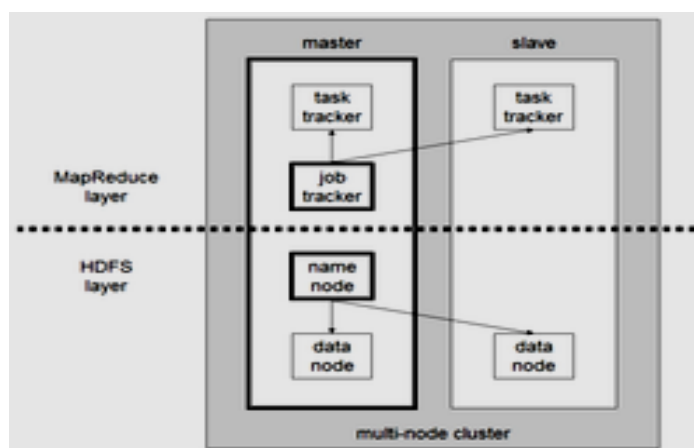 master
slave
task
tracker
task
tracker
MapReduce
layer
job
tracker
HDFS
layer
name
node
data
node
data
node
multi-node cluster